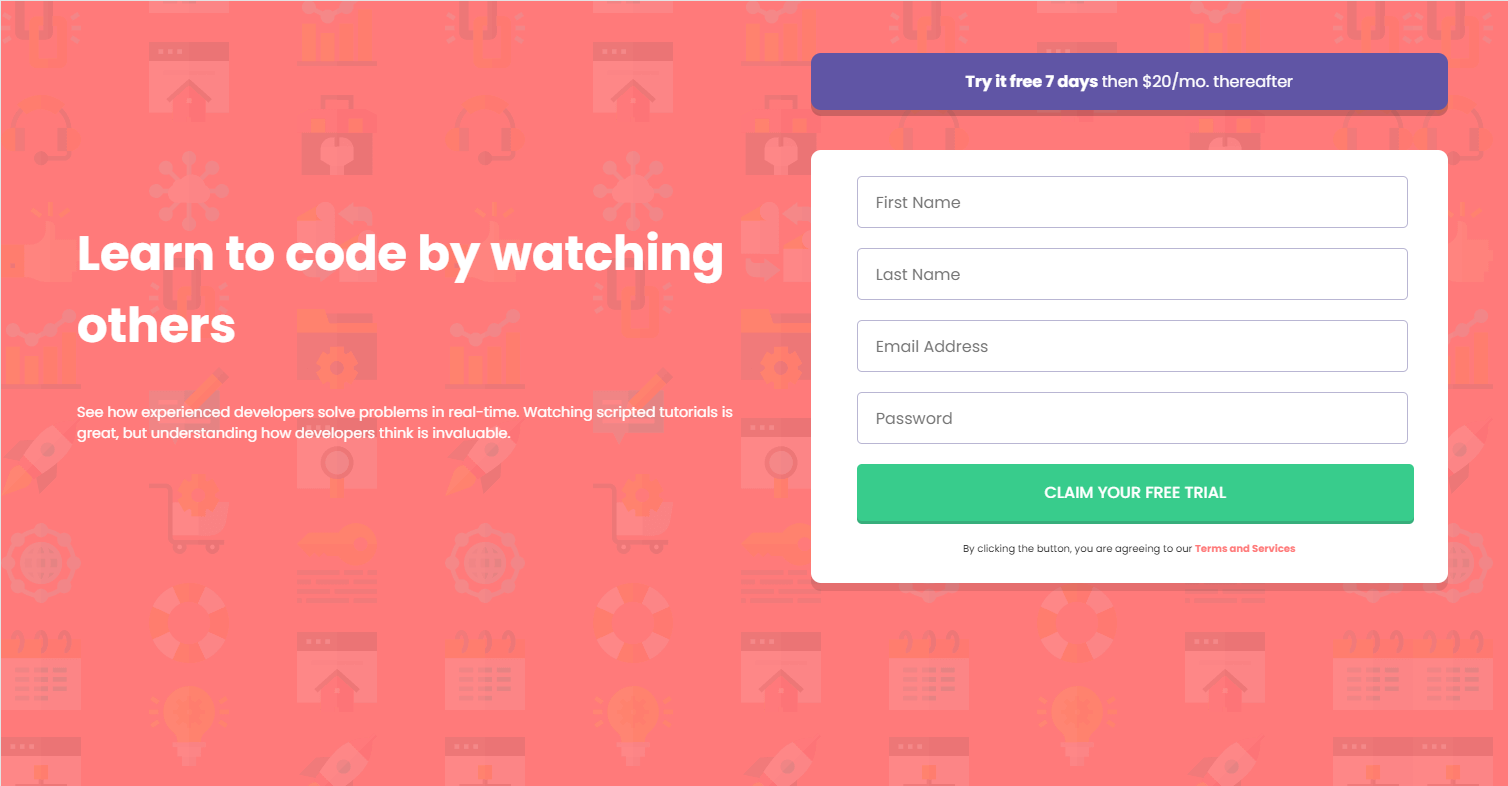 Try it free 7 days then $20/mo. thereafter
Learn to code by watching
others
See how experienced developers solve problems in real-time. Watching scripted tutorials is
great, but understanding how developers think is invaluable.
First Name
Last Name
Email Address
Password
CLAIM YOUR FREE TRIAL
By clicking the button, you are agreeing to our Terms and Services